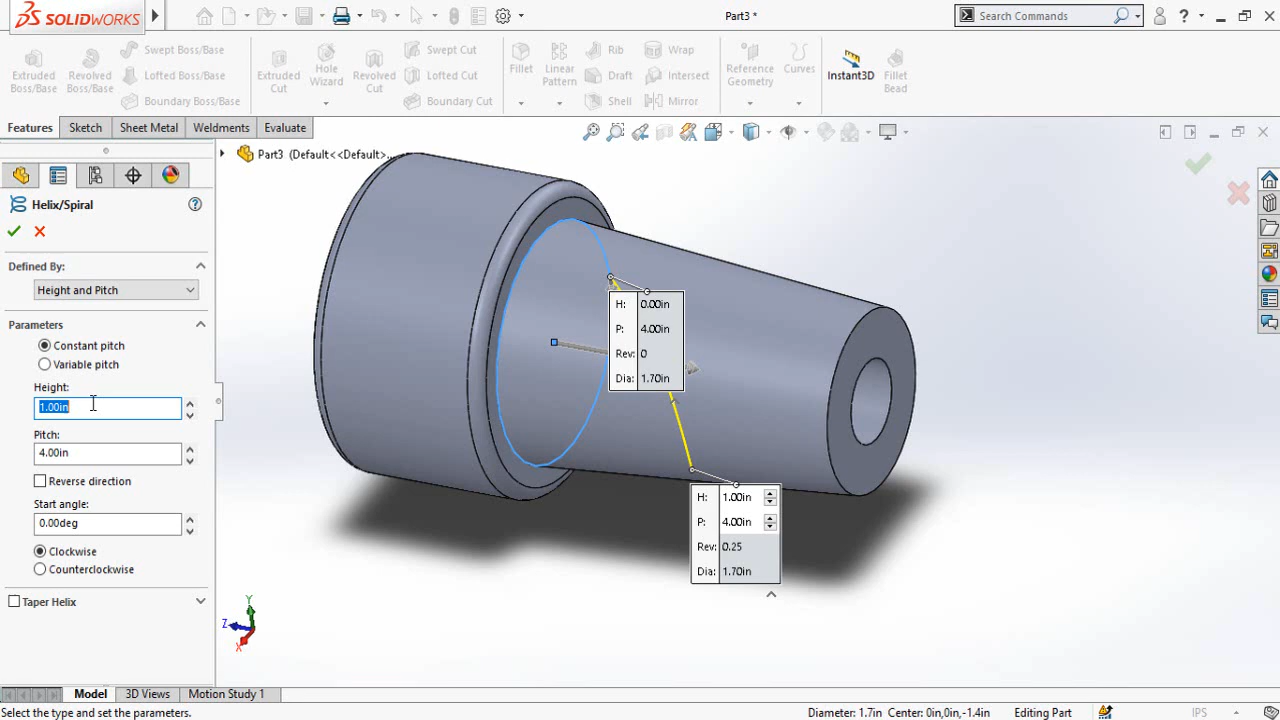 SOLIDWORKS
Part3 *
Search Commands
Extruded Boss/Base
Revolved Boss/Base
Swept Boss/Base
Lofted Boss/Base
Boundary Boss/Base
Extruded Cut
Hole Wizard
Revolved Cut
Swept Cut
Lofted Cut
Boundary Cut
Fillet
Linear Pattern
Rib
Draft
Shell
Wrap
Intersect
Mirror
Reference Geometry
Curves
Instant3D
Fillet Bead
Features
Sketch
Sheet Metal
Weldments
Evaluate
Part3 (Default<<Default>...
Helix/Spiral
Defined By:
Height and Pitch
Parameters
Constant pitch
Variable pitch
Height:
1.00in
Pitch:
4.00in
Reverse direction
Start angle:
0.00deg
Clockwise
Counterclockwise
Taper Helix
H: 0.00in
P: 4.00in
Rev: 0
Dia: 1.70in
H: 1.00in
P: 4.00in
Rev: 0.25
Dia: 1.70in
Y
Z
X
Model
3D Views
Motion Study 1
Select the type and set the parameters.
Diameter: 1.7in Center: 0in,0in,-1.4in
Editing Part
IPS